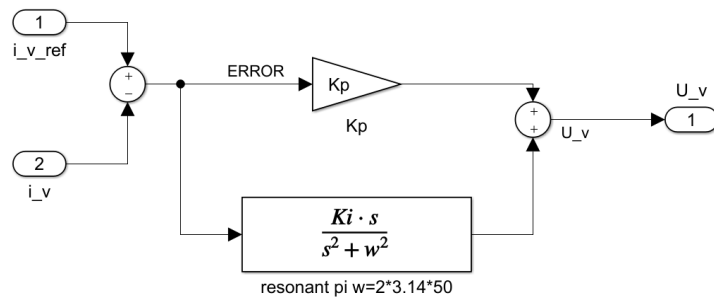 1
i_v_ref
+
−
ERROR
Kp
Kp
+
+
U_v
U_v
1
2
i_v
Ki · s
s² + w²
resonant pi w=2*3.14*50